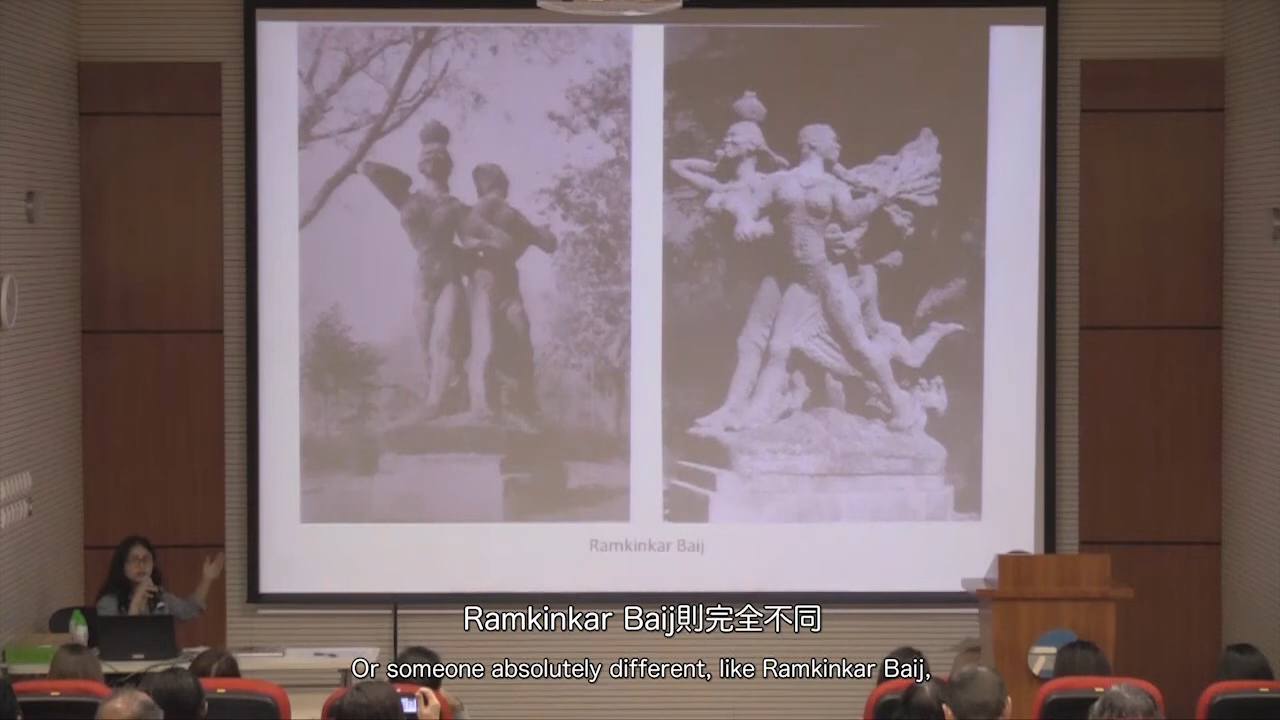 Ramkinkar Baij
Ramkinkar Baij則完全不同
Or someone absolutely different, like Ramkinkar Baij,